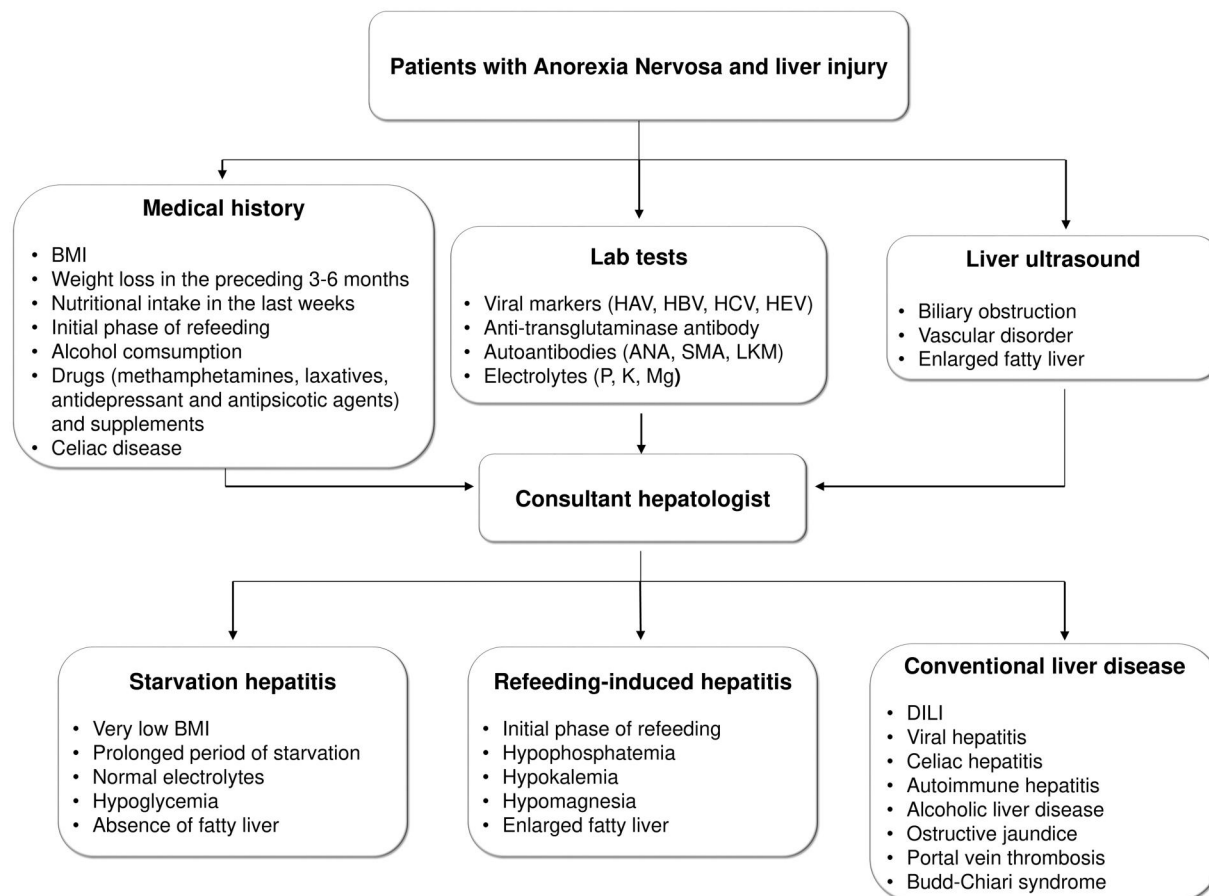 Patients with Anorexia Nervosa and liver injury
Medical history
• BMI
• Weight loss in the preceding 3-6 months
• Nutritional intake in the last weeks
• Initial phase of refeeding
• Alcohol comsumption
• Drugs (methamphetamines, laxatives,
antidepressant and antipsicotic agents)
and supplements
• Celiac disease
Lab tests
• Viral markers (HAV, HBV, HCV, HEV)
• Anti-transglutaminase antibody
• Autoantibodies (ANA, SMA, LKM)
• Electrolytes (P, K, Mg)
Liver ultrasound
• Biliary obstruction
• Vascular disorder
• Enlarged fatty liver
Consultant hepatologist
Starvation hepatitis
• Very low BMI
• Prolonged period of starvation
• Normal electrolytes
• Hypoglycemia
• Absence of fatty liver
Refeeding-induced hepatitis
• Initial phase of refeeding
• Hypophosphatemia
• Hypokalemia
• Hypomagnesia
• Enlarged fatty liver
Conventional liver disease
• DILI
• Viral hepatitis
• Celiac hepatitis
• Autoimmune hepatitis
• Alcoholic liver disease
• Ostructive jaundice
• Portal vein thrombosis
• Budd-Chiari syndrome